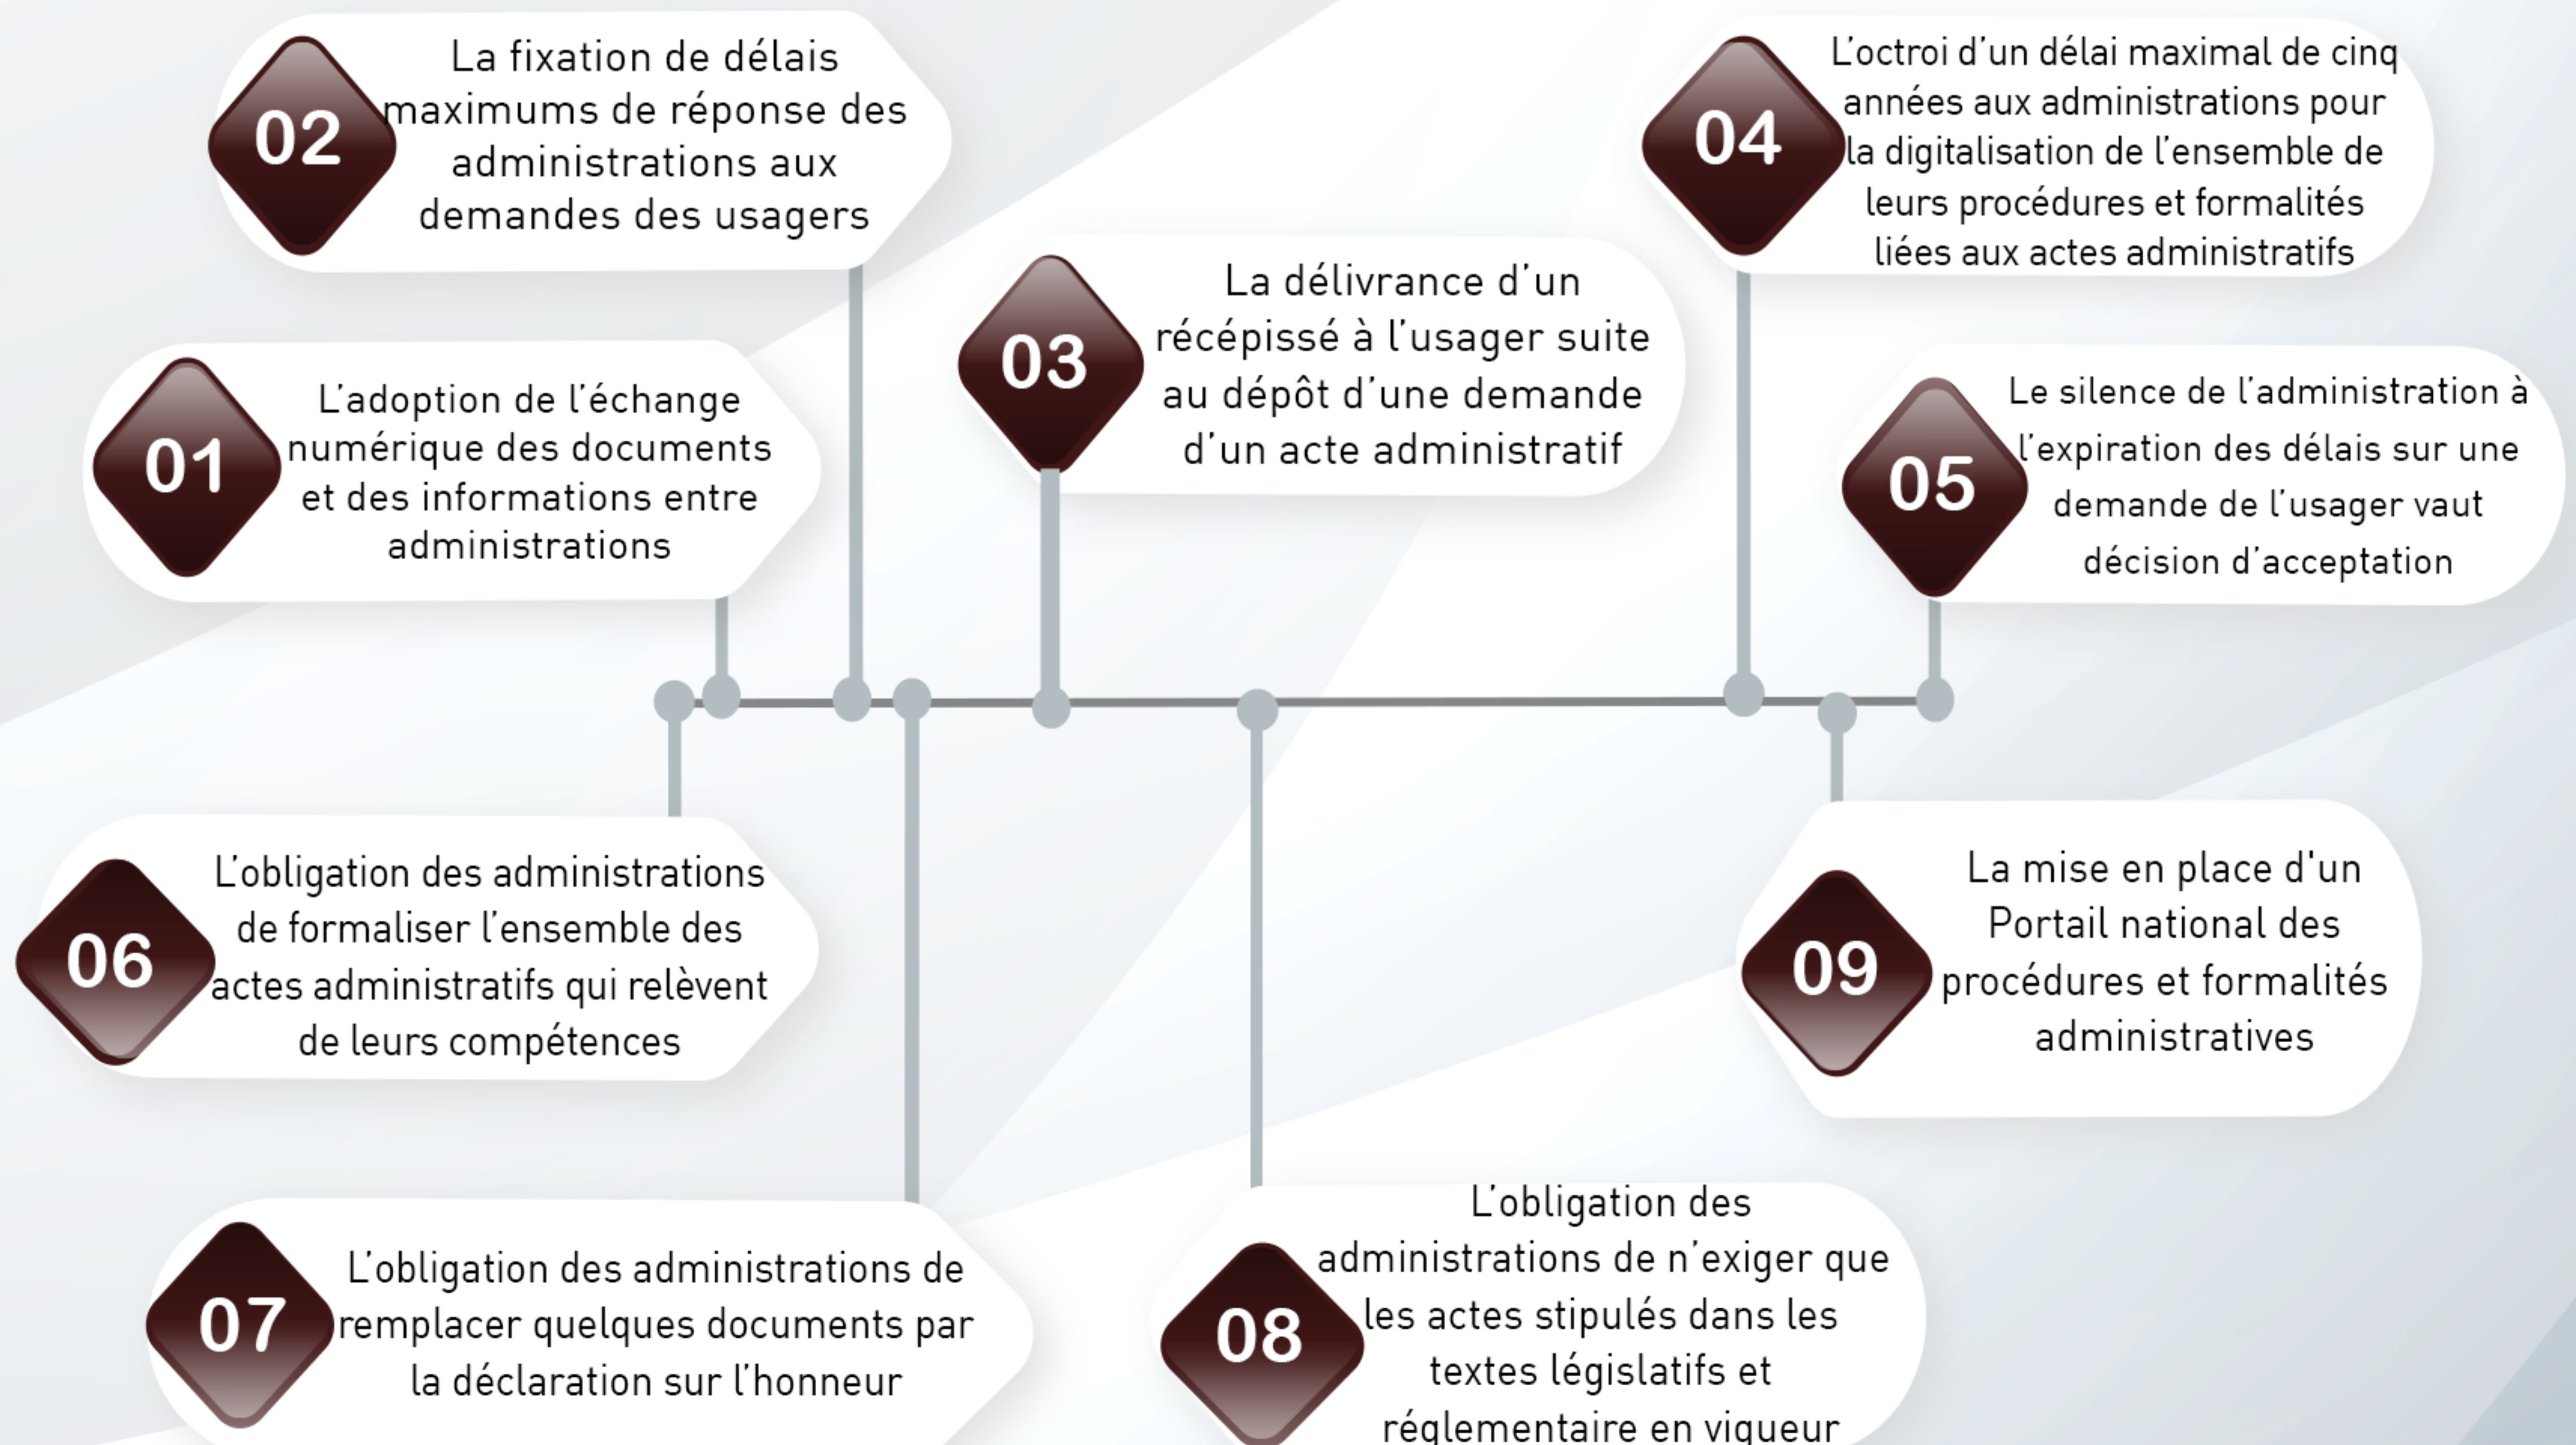 01
L'adoption de l'échange
numérique des documents
et des informations entre
administrations
02
La fixation de délais
maximums de réponse des
administrations aux
demandes des usagers
03
La délivrance d'un
récépissé à l'usager suite
au dépôt d'une demande
d'un acte administratif
04
L'octroi d'un délai maximal de cinq
années aux administrations pour
la digitalisation de l'ensemble de
leurs procédures et formalités
liées aux actes administratifs
05
Le silence de l'administration à
l'expiration des délais sur une
demande de l'usager vaut
décision d'acceptation
06
L'obligation des administrations
de formaliser l'ensemble des
actes administratifs qui relèvent
de leurs compétences
07
L'obligation des administrations de
remplacer quelques documents par
la déclaration sur l'honneur
08
L'obligation des
administrations de n'exiger que
les actes stipulés dans les
textes législatifs et
réglementaire en vigueur
09
La mise en place d'un
Portail national des
procédures et formalités
administratives